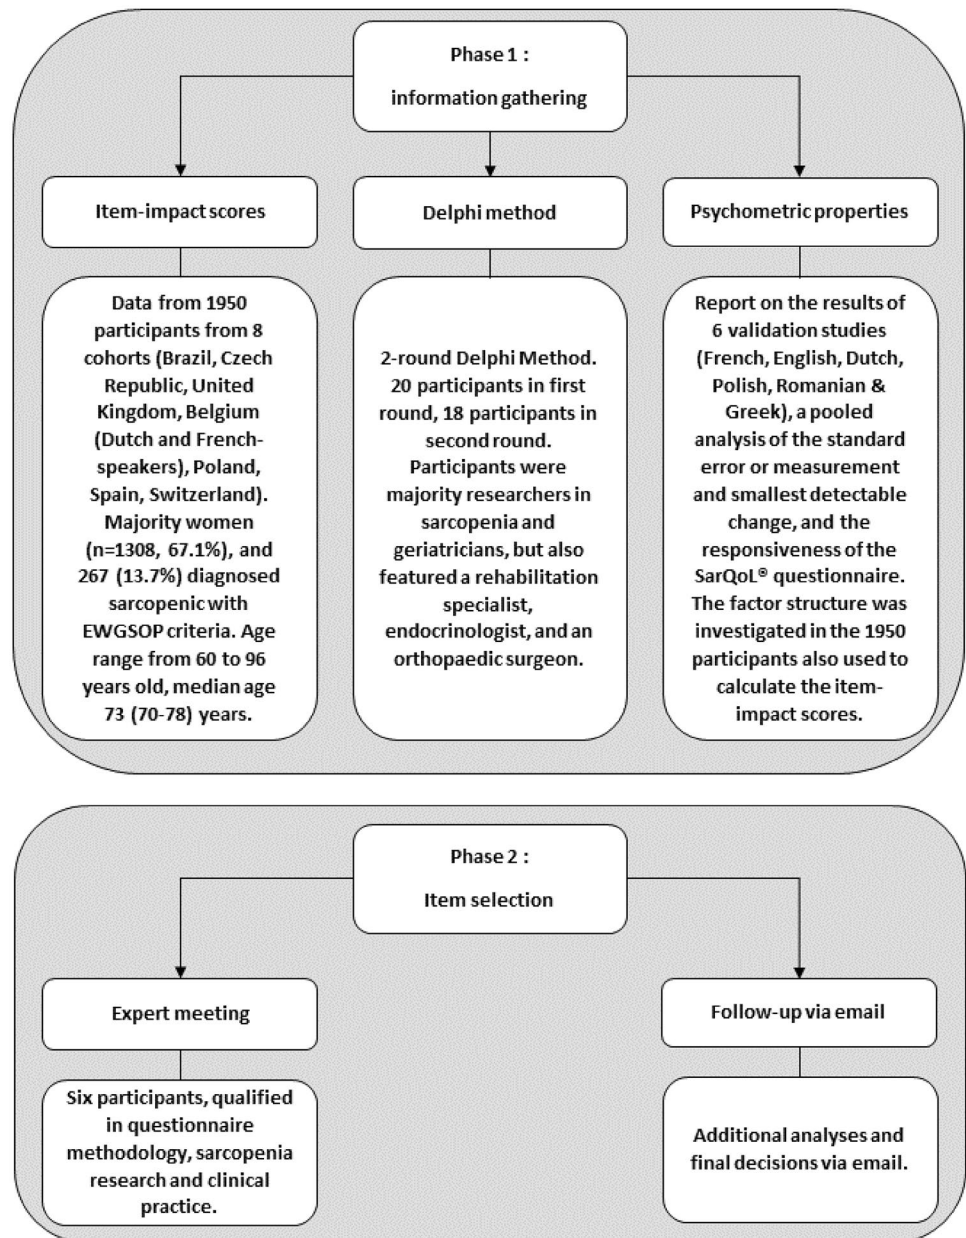 Phase 1 :
information gathering
Item-impact scores
Delphi method
Psychometric properties
Data from 1950
participants from 8
cohorts (Brazil, Czech
Republic, United
Kingdom, Belgium
(Dutch and French-
speakers), Poland,
Spain, Switzerland).
Majority women
(n=1308, 67.1%), and
267 (13.7%) diagnosed
sarcopenic with
EWGSOP criteria. Age
range from 60 to 96
years old, median age
73 (70-78) years.
2-round Delphi Method.
20 participants in first
round, 18 participants in
second round.
Participants were
majority researchers in
sarcopenia and
geriatricians, but also
featured a rehabilitation
specialist,
endocrinologist, and an
orthopaedic surgeon.
Report on the results of
6 validation studies
(French, English, Dutch,
Polish, Romanian &
Greek), a pooled
analysis of the standard
error or measurement
and smallest detectable
change, and the
responsiveness of the
SarQoL® questionnaire.
The factor structure was
investigated in the 1950
participants also used to
calculate the item-
impact scores.
Phase 2 :
Item selection
Expert meeting
Follow-up via email
Six participants, qualified
in questionnaire
methodology, sarcopenia
research and clinical
practice.
Additional analyses and
final decisions via email.